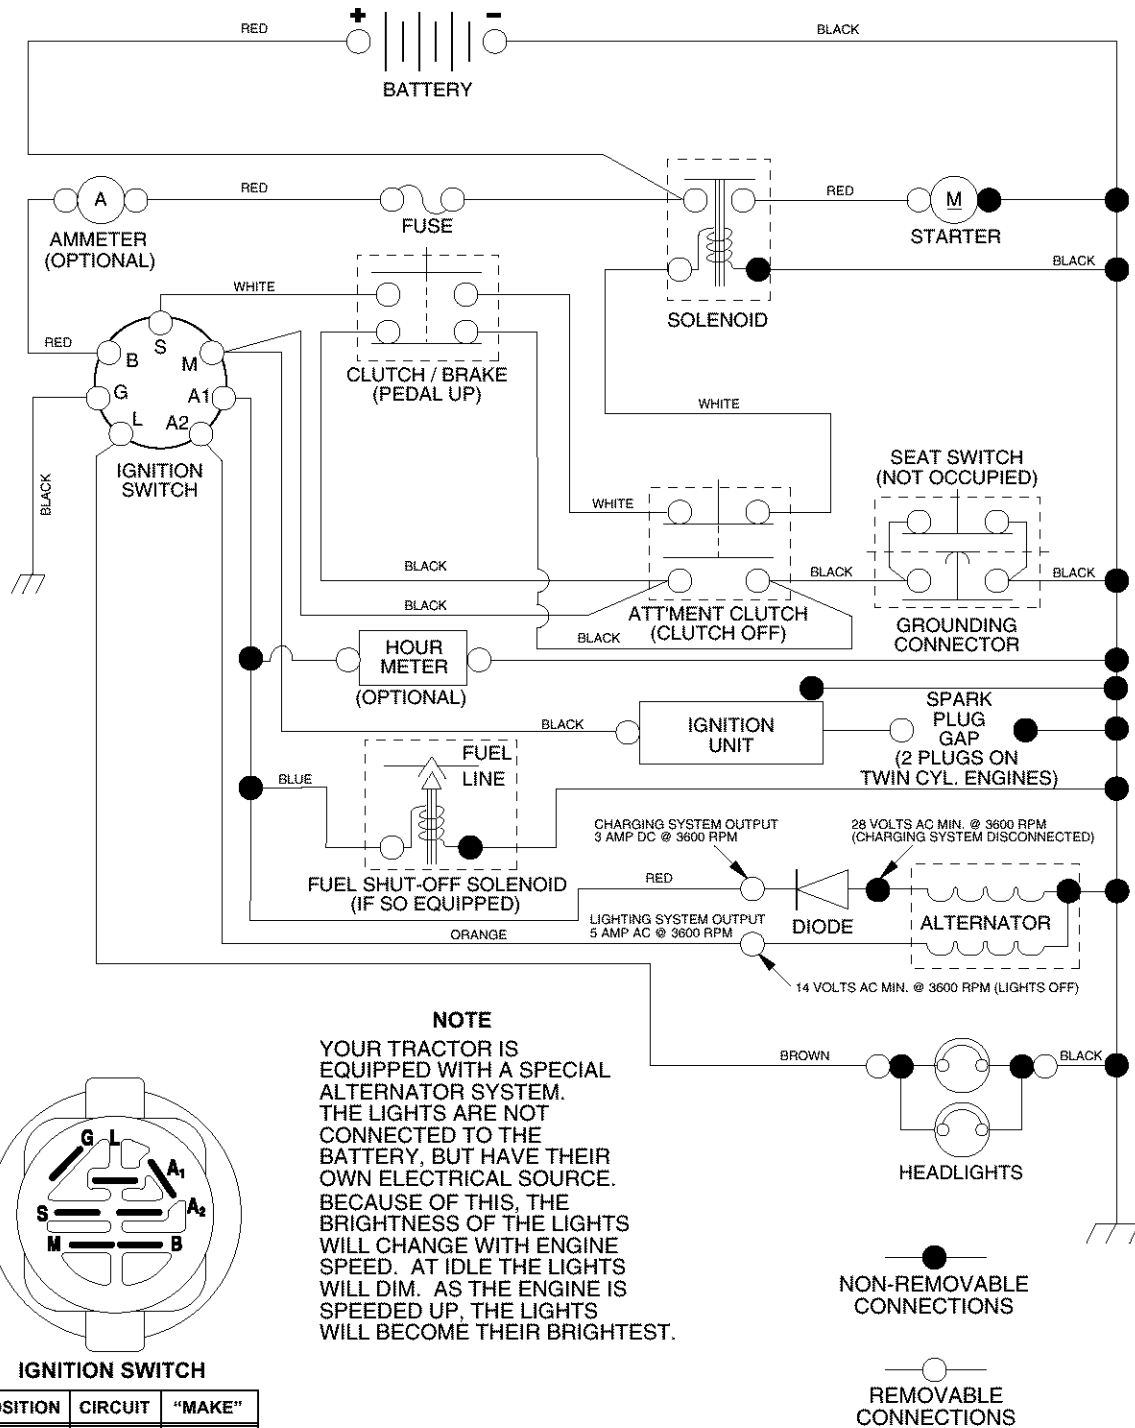 + −
RED
BLACK
BATTERY
A
RED
FUSE
RED
M
STARTER
AMMETER
(OPTIONAL)
BLACK
WHITE
SOLENOID
RED
B
S
M
G
A1
L
A2
CLUTCH / BRAKE
(PEDAL UP)
WHITE
IGNITION
SWITCH
BLACK
SEAT SWITCH
(NOT OCCUPIED)
WHITE
BLACK
BLACK
BLACK
BLACK
ATT'MENT CLUTCH
(CLUTCH OFF)
GROUNDING
CONNECTOR
BLACK
HOUR
METER
(OPTIONAL)
BLACK
IGNITION
UNIT
SPARK
PLUG
GAP
(2 PLUGS ON
TWIN CYL. ENGINES)
FUEL
LINE
BLUE
FUEL SHUT-OFF SOLENOID
(IF SO EQUIPPED)
CHARGING SYSTEM OUTPUT
3 AMP DC @ 3600 RPM
28 VOLTS AC MIN. @ 3600 RPM
(CHARGING SYSTEM DISCONNECTED)
RED
DIODE
ALTERNATOR
LIGHTING SYSTEM OUTPUT
5 AMP AC @ 3600 RPM
ORANGE
14 VOLTS AC MIN. @ 3600 RPM (LIGHTS OFF)
NOTE
YOUR TRACTOR IS
EQUIPPED WITH A SPECIAL
ALTERNATOR SYSTEM.
THE LIGHTS ARE NOT
CONNECTED TO THE
BATTERY, BUT HAVE THEIR
OWN ELECTRICAL SOURCE.
BECAUSE OF THIS, THE
BRIGHTNESS OF THE LIGHTS
WILL CHANGE WITH ENGINE
SPEED. AT IDLE THE LIGHTS
WILL DIM. AS THE ENGINE IS
SPEEDED UP, THE LIGHTS
WILL BECOME THEIR BRIGHTEST.
BROWN
BLACK
HEADLIGHTS
G L
A1
S
A2
M
B
IGNITION SWITCH
OSITION CIRCUIT "MAKE"
NON-REMOVABLE
CONNECTIONS
REMOVABLE
CONNECTIONS